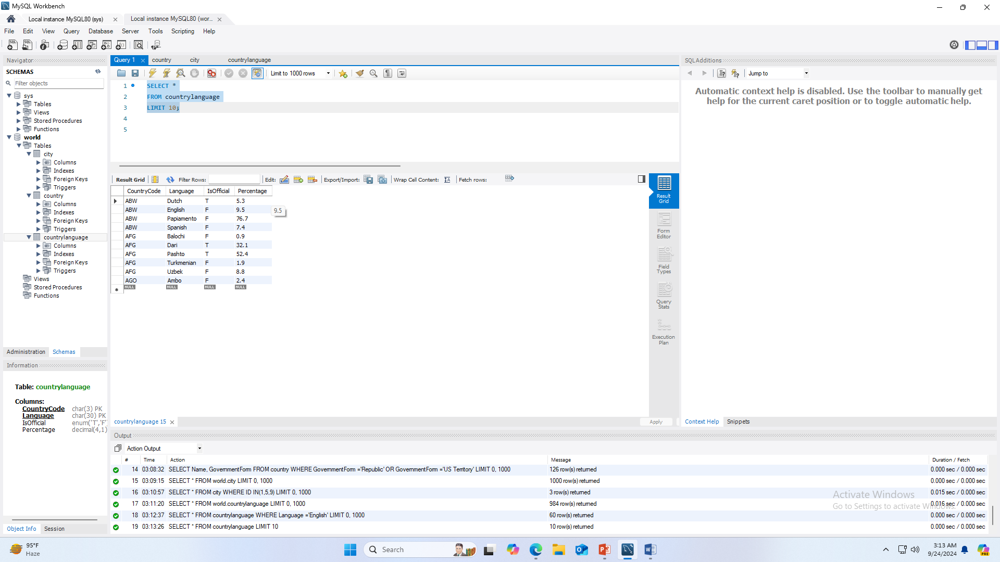 MySQL Workbench
Local instance MySQL80 (sys)
Local instance MySQL80 (wor...
File Edit View Query Database Server Tools Scripting Help
Navigator
SCHEMAS
Filter objects
sys
Tables
Views
Stored Procedures
Functions
world
Tables
city
Columns
Indexes
Foreign Keys
Triggers
country
Columns
Indexes
Foreign Keys
Triggers
countrylanguage
Columns
Indexes
Foreign Keys
Triggers
Views
Stored Procedures
Functions
Administration Schemas
Information
Table: countrylanguage
Columns:
CountryCode char(3) PK
Language char(30) PK
IsOfficial enum('T','F')
Percentage decimal(4,1)
Object Info Session
Query 1 country city countrylanguage
Limit to 1000 rows
1 SELECT *
2 FROM countrylanguage
3 LIMIT 10;
4
5
Result Grid Filter Rows: Edit: Export/Import: Wrap Cell Content: Fetch rows:
CountryCode Language IsOfficial Percentage
ABW Dutch T 5.3
ABW English F 9.5
9.5
ABW Papiamento F 76.7
ABW Spanish F 7.4
AFG Balochi F 0.9
AFG Dari T 32.1
AFG Pashto T 52.4
AFG Turkmenian F 1.9
AFG Uzbek F 8.8
AGO Ambo F 2.4
NULL NULL NULL NULL
Result
Grid
Form
Editor
Field
Types
Query
Stats
Execution
Plan
countrylanguage 15
Apply
SQLAdditions
Jump to
Automatic context help is disabled. Use the toolbar to manually get
help for the current caret position or to toggle automatic help.
Context Help Snippets
Output
Action Output
# Time Action Message Duration / Fetch
14 03:08:32 SELECT Name, GovernmentForm FROM country WHERE GovernmentForm ='Republic' OR GovernmentForm ='US Territory' LIMIT 0, 1000 126 row(s) returned 0.000 sec / 0.000 sec
15 03:09:15 SELECT * FROM world.city LIMIT 0, 1000 1000 row(s) returned 0.000 sec / 0.000 sec
16 03:10:57 SELECT * FROM city WHERE ID IN(1,5,9) LIMIT 0, 1000 3 row(s) returned 0.015 sec / 0.000 sec
17 03:11:20 SELECT * FROM world.countrylanguage LIMIT 0, 1000 984 row(s) returned 0.016 sec / 0.000 sec
18 03:12:37 SELECT * FROM countrylanguage WHERE Language ='English' LIMIT 0, 1000 60 row(s) returned 0.000 sec / 0.000 sec
19 03:13:26 SELECT * FROM countrylanguage LIMIT 10 10 row(s) returned 0.000 sec / 0.000 sec
Activate Windows
Go to Settings to activate Windows.
95°F
Haze
Search
3:13 AM
9/24/2024
PRE